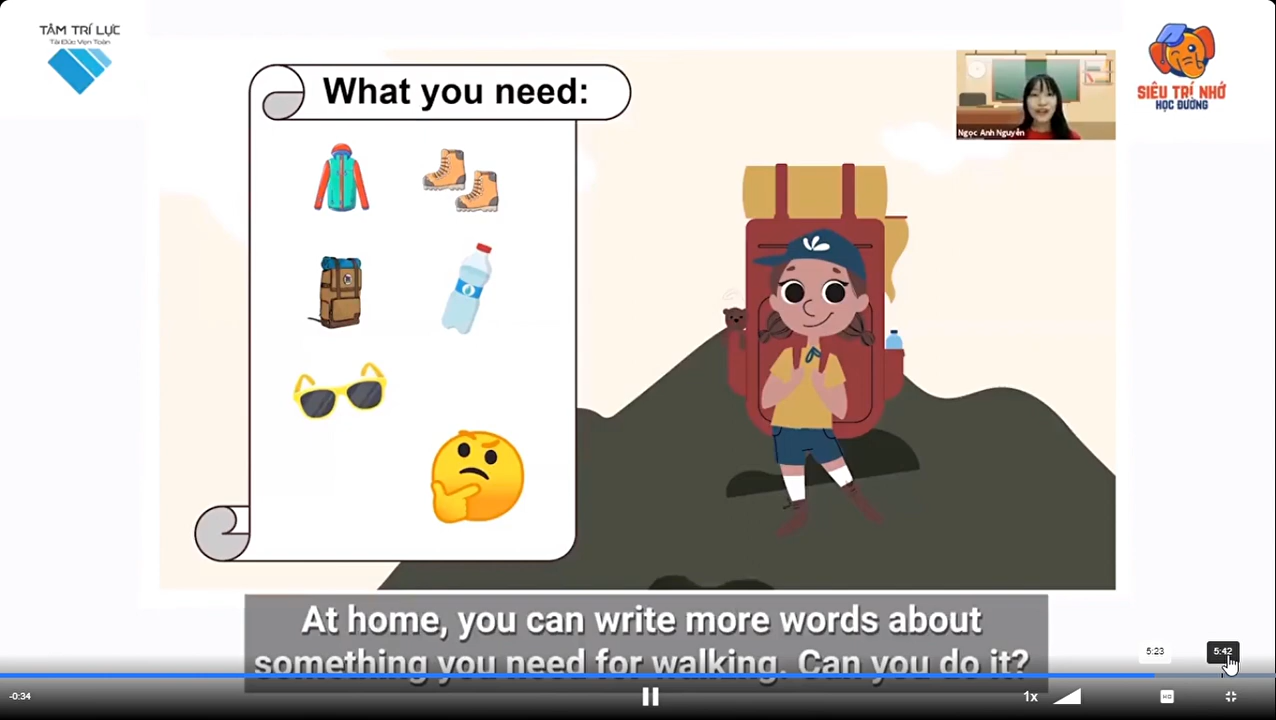 TÂM TRÍ LỰC
Tài Đức Vẹn Toàn
What you need:
Ngọc Anh Nguyễn
SIÊU TRÍ NHỚ
HỌC ĐƯỜNG
At home, you can write more words about
something you need for walking. Can you do it?
5:23
5:42
-0:34
1x
HD